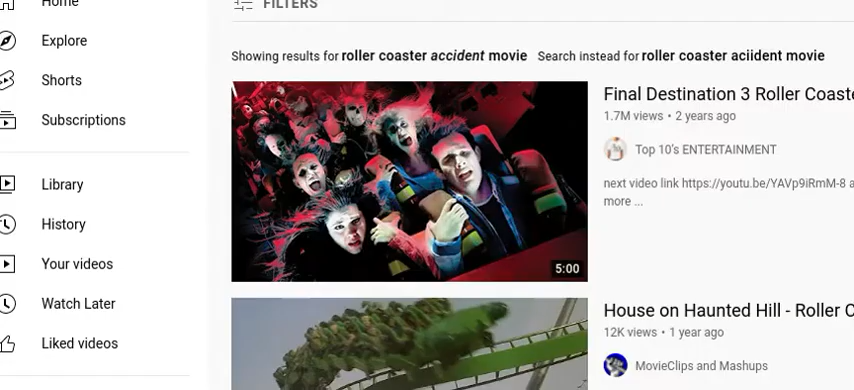 Home
FILTERS
Explore
Shorts
Subscriptions
Library
History
Your videos
Watch Later
Liked videos
Showing results for roller coaster accident movie Search instead for roller coaster aciident movie
5:00
Final Destination 3 Roller Coaste
1.7M views • 2 years ago
Top 10's ENTERTAINMENT
next video link https://youtu.be/YAVp9iRmM-8 a
more ...
House on Haunted Hill - Roller C
12K views • 1 year ago
MovieClips and Mashups